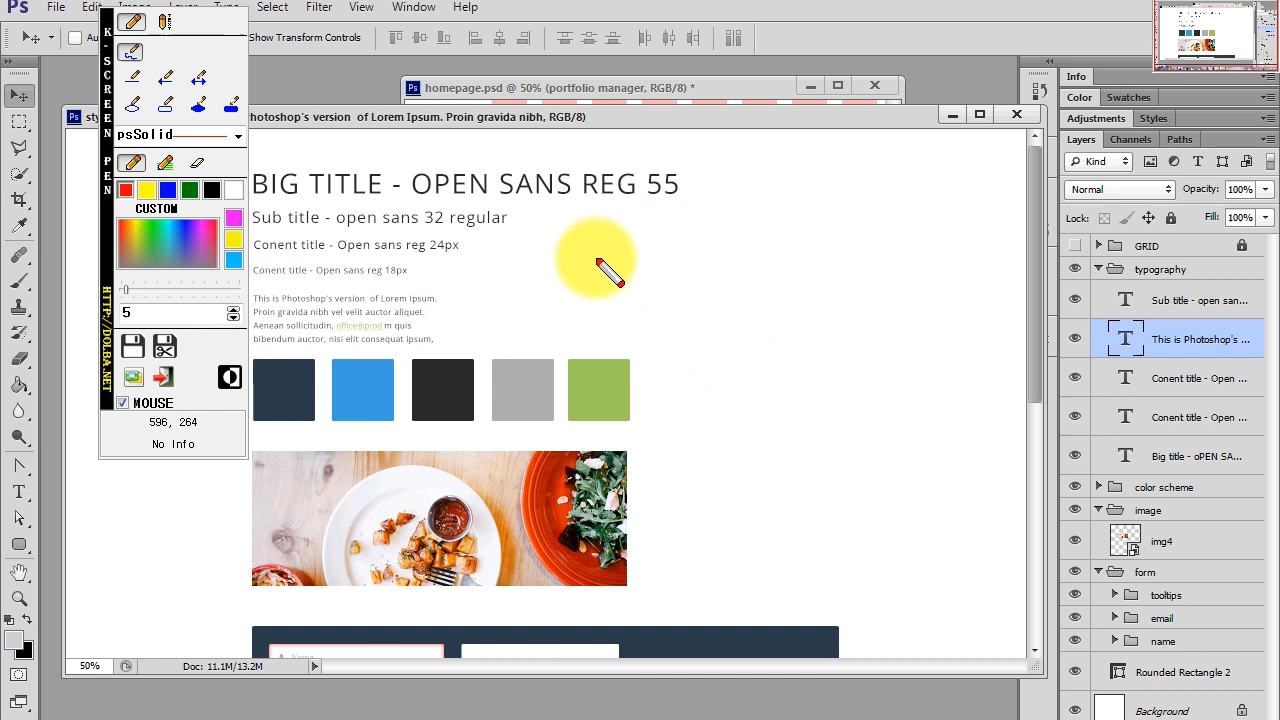 Ps File Edit Image Layer Type Select Filter View Window Help
Show Transform Controls
homepage.psd @ 50% (portfolio manager, RGB/8) *
hotoshop's version of Lorem Ipsum. Proin gravida nibh, RGB/8)
K-SCREEN PEN
HTTP://DOLBA.NET
psSolid
CUSTOM
5
MOUSE
596, 264
No Info
BIG TITLE - OPEN SANS REG 55
Sub title - open sans 32 regular
Conent title - Open sans reg 24px
Conent title - Open sans reg 18px
This is Photoshop's version of Lorem Ipsum.
Proin gravida nibh vel velit auctor aliquet.
Aenean sollicitudin, office@prod m quis
bibendum auctor, nisi elit consequat ipsum,
Name
50%
Doc: 11.1M/13.2M
Info
Color Swatches
Adjustments Styles
Layers Channels Paths
Kind
Normal Opacity: 100%
Lock: Fill: 100%
GRID
typography
Sub title - open san...
This is Photoshop's ...
Conent title - Open ...
Conent title - Open ...
Big title - oPEN SA...
color scheme
image
img4
form
tooltips
email
name
Rounded Rectangle 2
Background